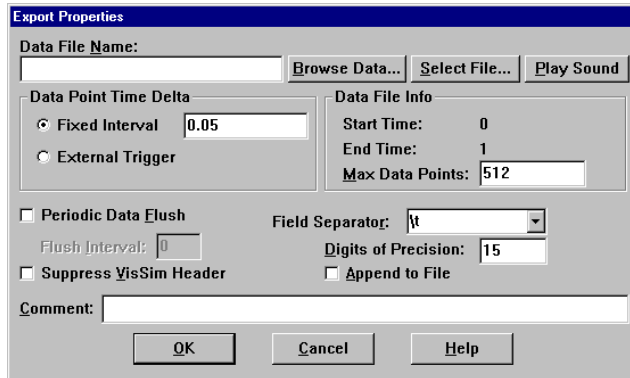 Export Properties
Data File Name:
Browse Data... Select File... Play Sound
Data Point Time Delta
Fixed Interval 0.05
External Trigger
Data File Info
Start Time: 0
End Time: 1
Max Data Points: 512
Periodic Data Flush
Flush Interval: 0
Suppress VisSim Header
Field Separator: \t
Digits of Precision: 15
Append to File
Comment:
OK Cancel Help